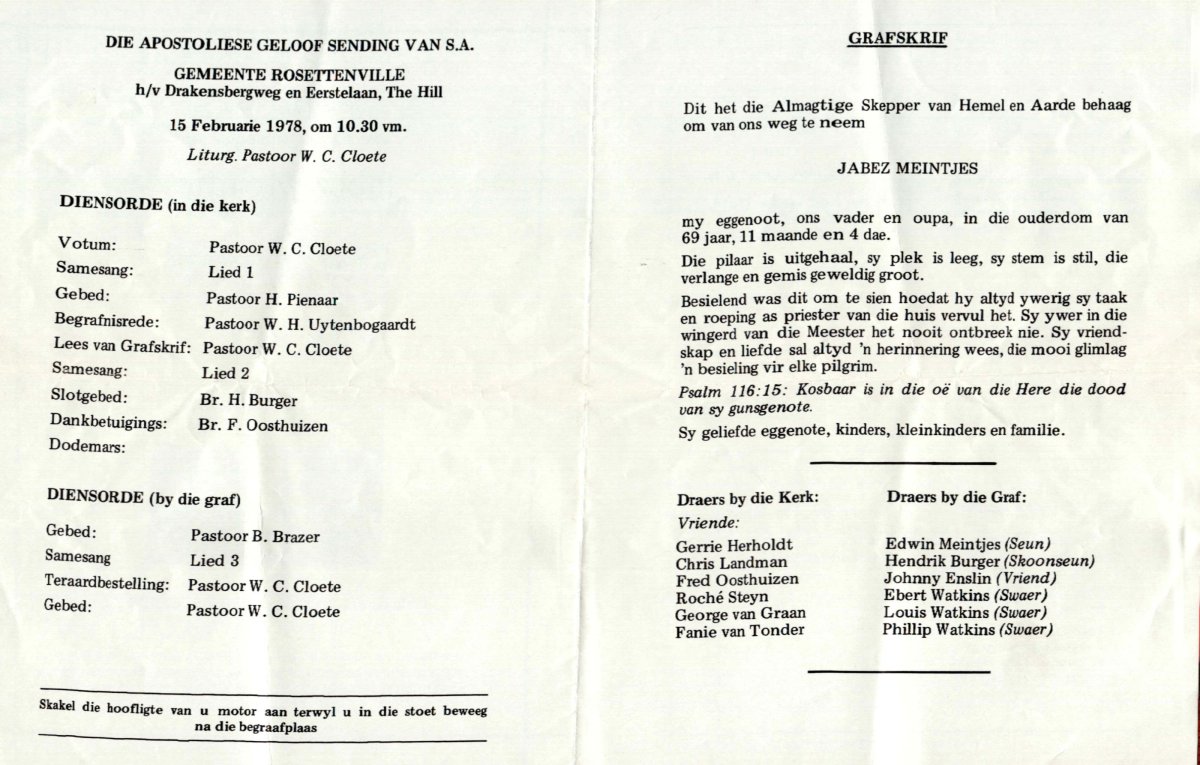 DIE APOSTOLIESE GELOOF SENDING VAN S.A.
GEMEENTE ROSETTENVILLE
h/v Drakensbergweg en Eerstelaan, The Hill
15 Februarie 1978, om 10.30 vm.
Liturg. Pastoor W. C. Cloete
DIENSORDE (in die kerk)
Votum: Pastoor W. C. Cloete
Samesang: Lied 1
Gebed: Pastoor H. Pienaar
Begrafnisrede: Pastoor W. H. Uytenbogaardt
Lees van Grafskrif: Pastoor W. C. Cloete
Samesang: Lied 2
Slotgebed: Br. H. Burger
Dankbetuigings: Br. F. Oosthuizen
Dodemars:
DIENSORDE (by die graf)
Gebed: Pastoor B. Brazer
Samesang Lied 3
Teraardbestelling: Pastoor W. C. Cloete
Gebed: Pastoor W. C. Cloete
Skakel die hoofligte van u motor aan terwyl u in die stoet beweeg
na die begraafplaas
GRAFSKRIF
Dit het die Almagtige Skepper van Hemel en Aarde behaag
om van ons weg te neem
JABEZ MEINTJES
my eggenoot, ons vader en oupa, in die ouderdom van
69 jaar, 11 maande en 4 dae.
Die pilaar is uitgehaal, sy plek is leeg, sy stem is stil, die
verlange en gemis geweldig groot.
Besielend was dit om te sien hoedat hy altyd ywerig sy taak
en roeping as priester van die huis vervul het. Sy ywer in die
wingerd van die Meester het nooit ontbreek nie. Sy vriend-
skap en liefde sal altyd 'n herinnering wees, die mooi glimlag
'n besieling vir elke pilgrim.
Psalm 116:15: Kosbaar is in die oë van die Here die dood
van sy gunsgenote.
Sy geliefde eggenote, kinders, kleinkinders en familie.
Draers by die Kerk: Draers by die Graf:
Vriende:
Gerrie Herholdt Edwin Meintjes (Seun)
Chris Landman Hendrik Burger (Skoonseun)
Fred Oosthuizen Johnny Enslin (Vriend)
Roché Steyn Ebert Watkins (Swaer)
George van Graan Louis Watkins (Swaer)
Fanie van Tonder Phillip Watkins (Swaer)